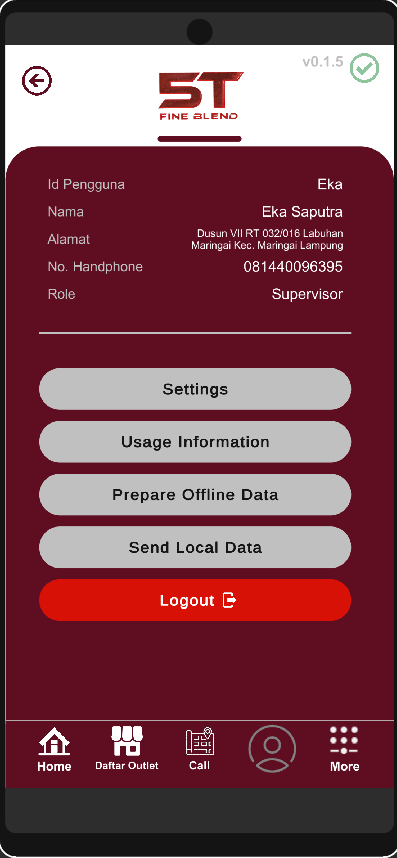 v0.1.5
5T
FINE BLEND
Id Pengguna Eka
Nama Eka Saputra
Alamat Dusun VII RT 032/016 Labuhan
Maringai Kec. Maringai Lampung
No. Handphone 081440096395
Role Supervisor
Settings
Usage Information
Prepare Offline Data
Send Local Data
Logout
Home Daftar Outlet Call More